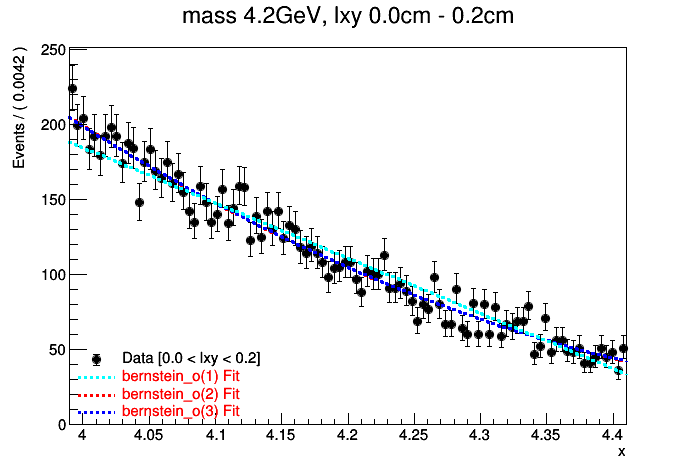 mass 4.2GeV, lxy 0.0cm - 0.2cm
Events / ( 0.0042 )
250
200
150
100
50
0
Data [0.0 < lxy < 0.2]
bernstein_o(1) Fit
bernstein_o(2) Fit
bernstein_o(3) Fit
4 4.05 4.1 4.15 4.2 4.25 4.3 4.35 4.4
x